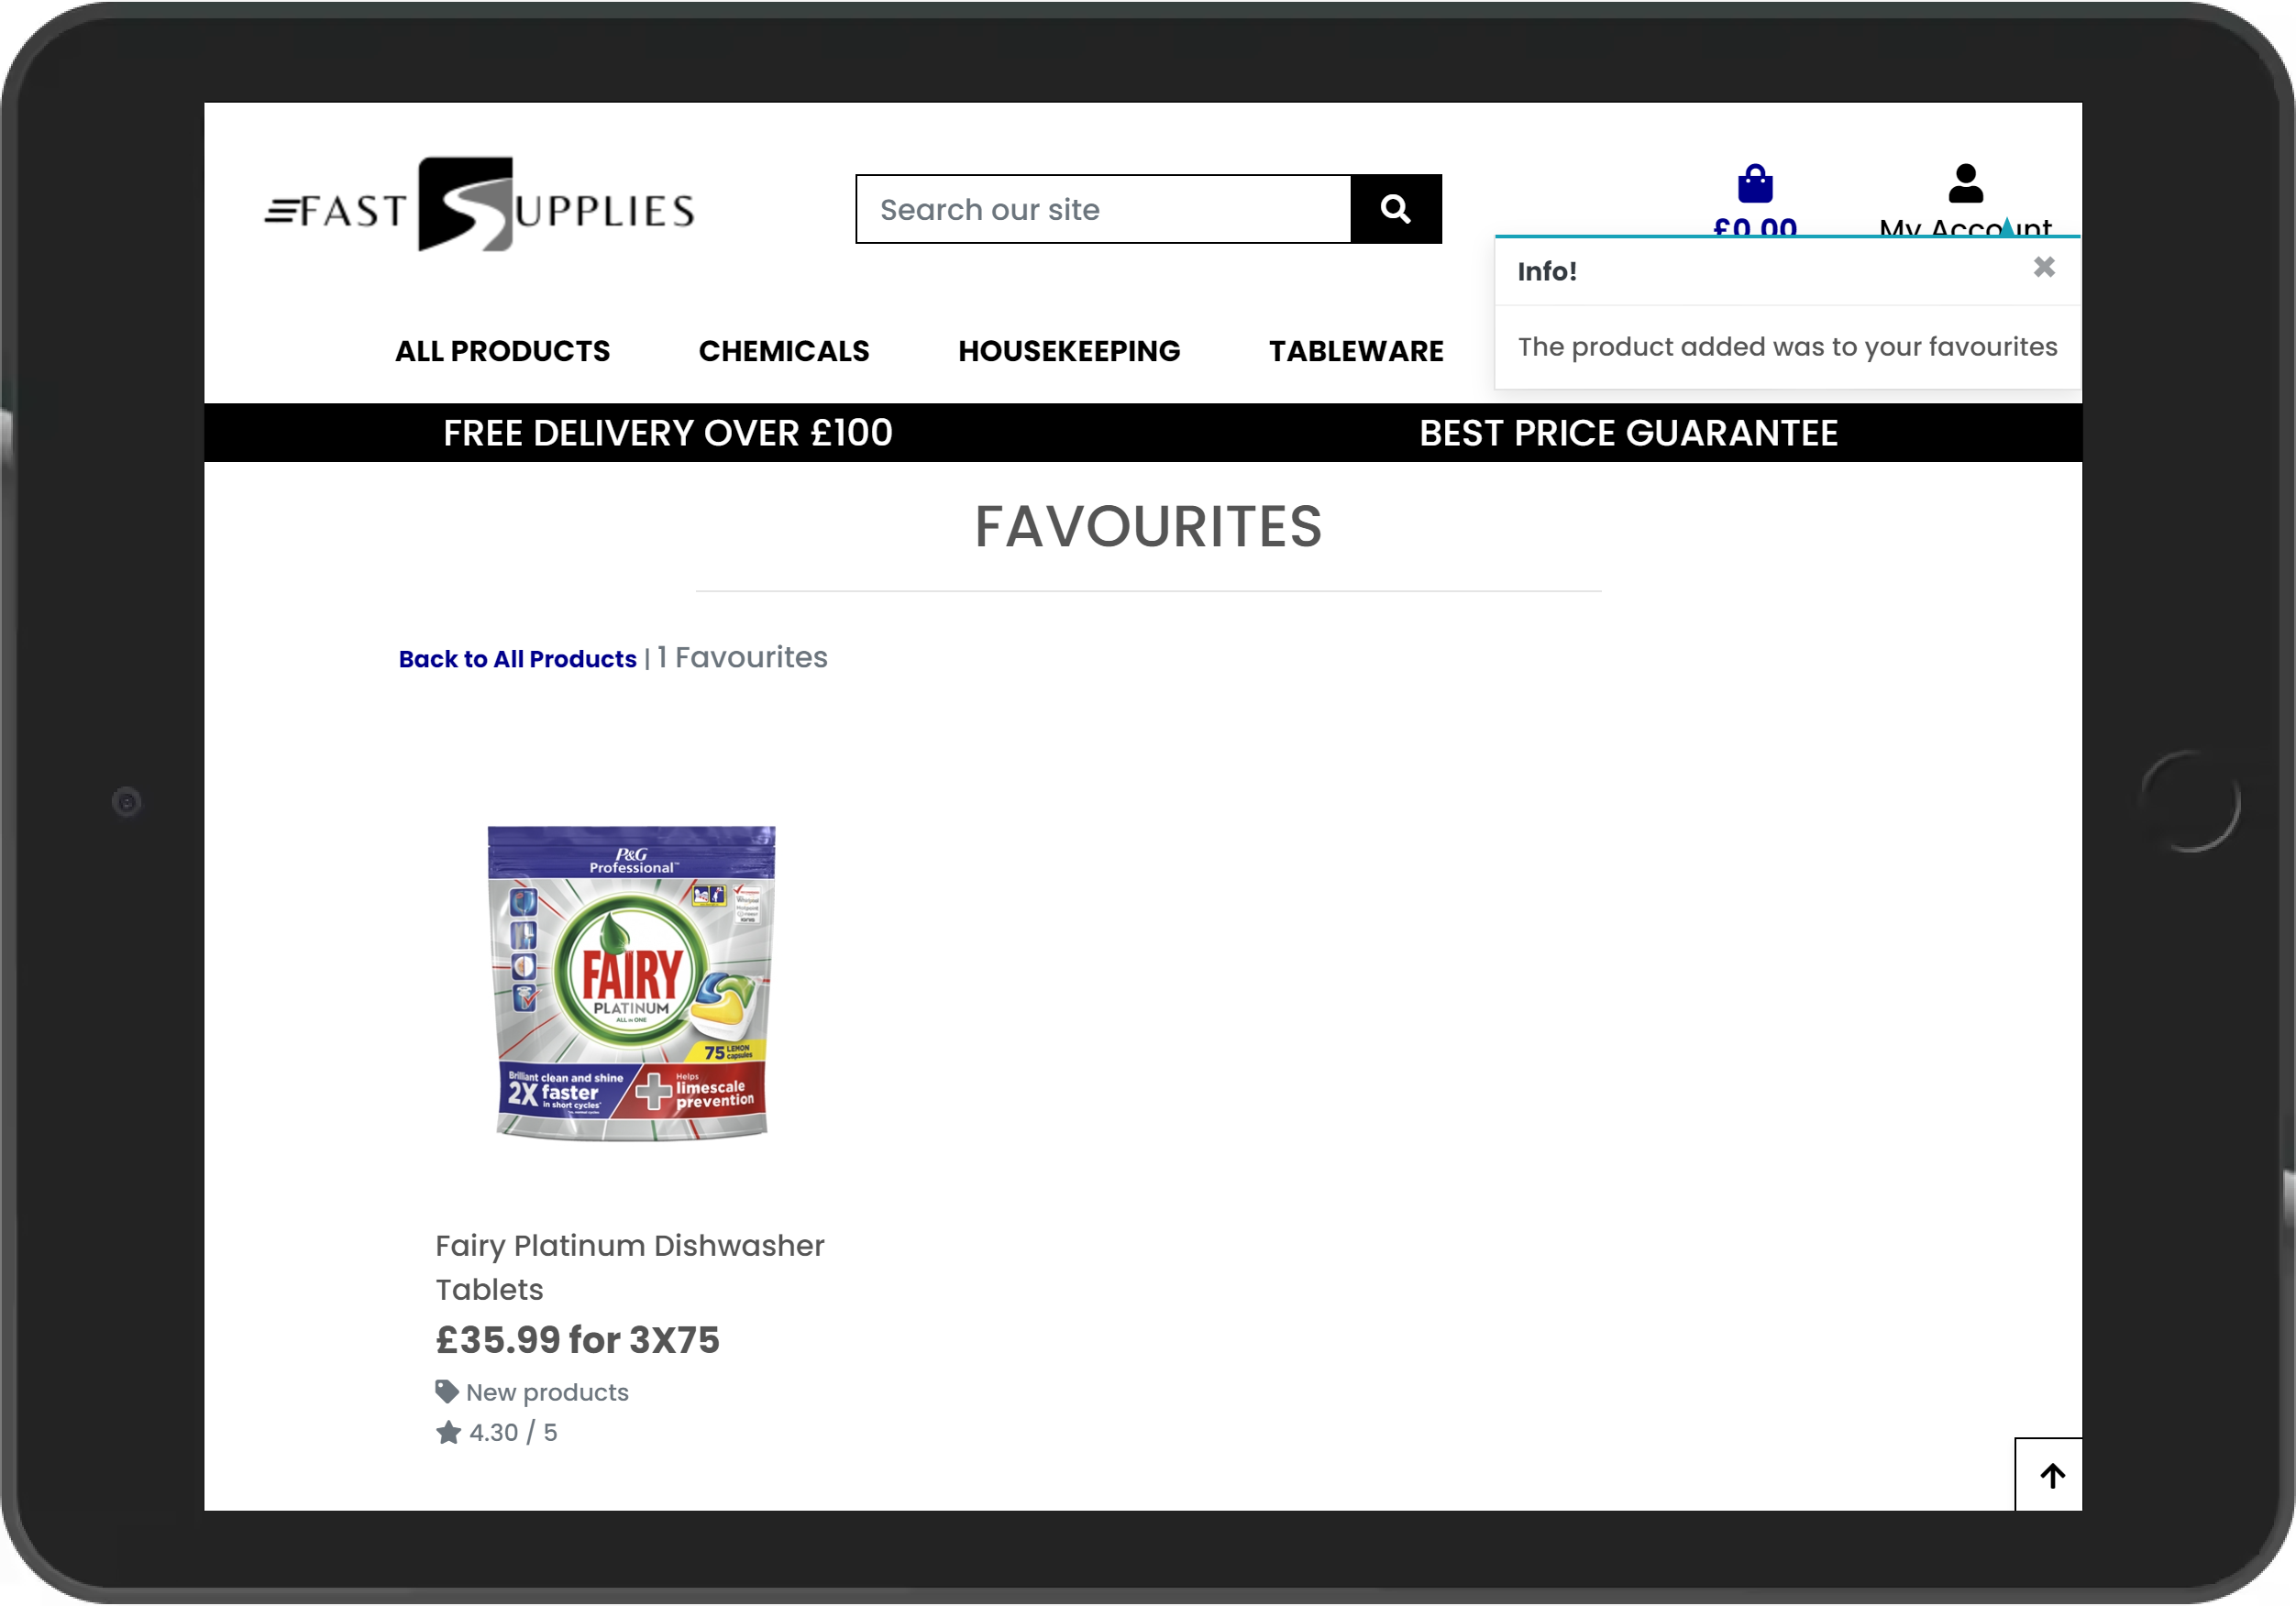 FAST SUPPLIES
Search our site
£0.00
My Account
Info!
The product added was to your favourites
ALL PRODUCTS
CHEMICALS
HOUSEKEEPING
TABLEWARE
FREE DELIVERY OVER £100
BEST PRICE GUARANTEE
FAVOURITES
Back to All Products | 1 Favourites
P&G
Professional™
FAIRY
PLATINUM
ALL in ONE
75 LEMON
capsules
Brilliant clean and shine
2X faster
in short cycles*
Helps
limescale
prevention
Fairy Platinum Dishwasher
Tablets
£35.99 for 3X75
New products
4.30 / 5